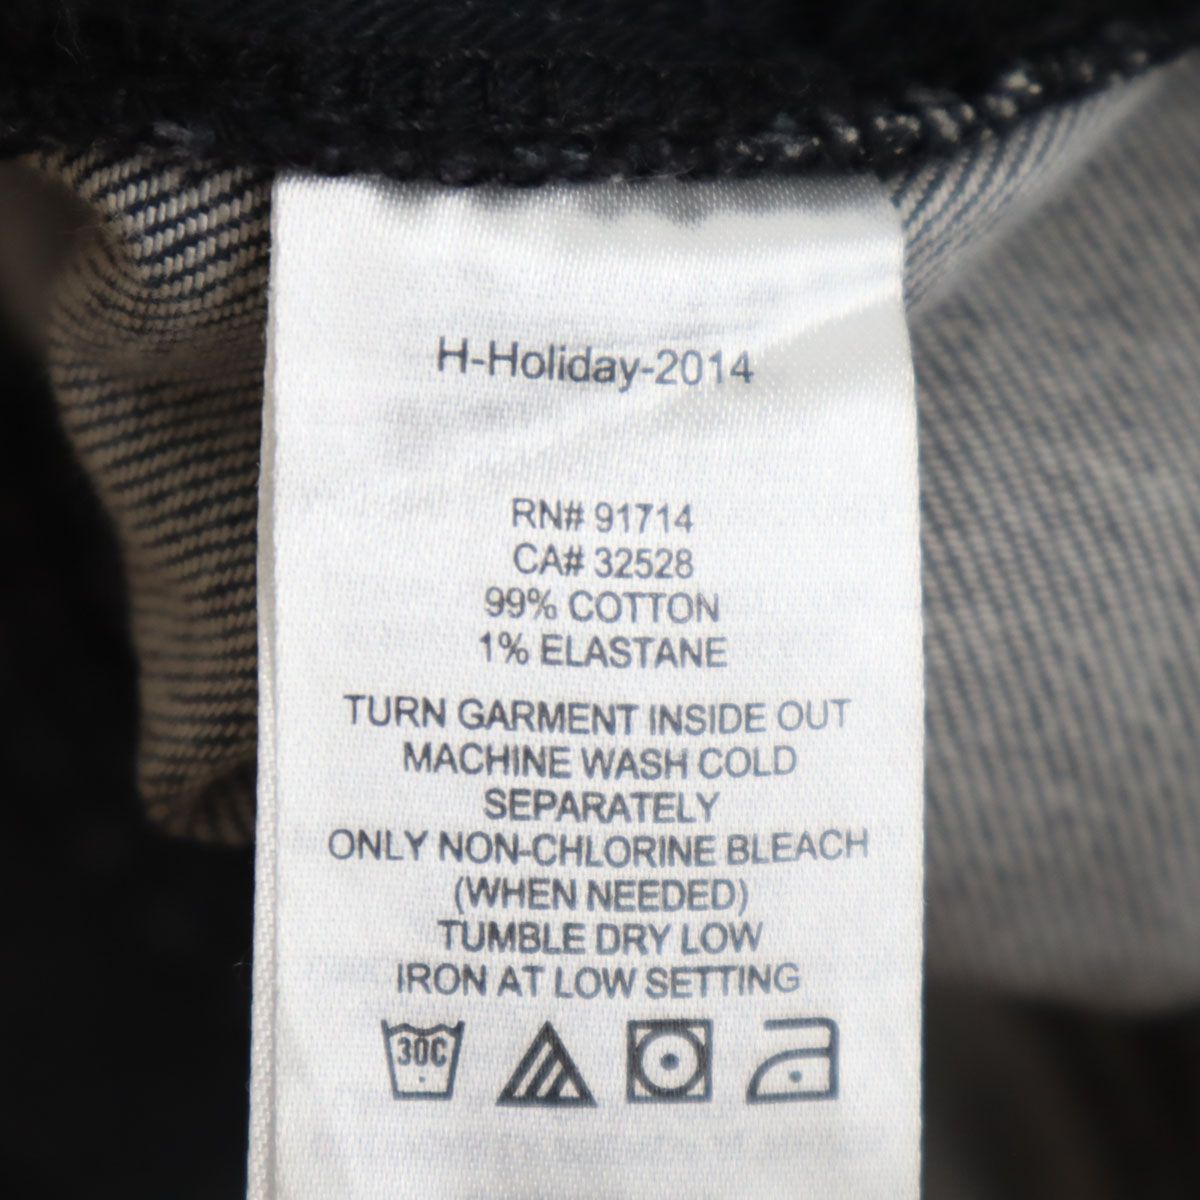 H-Holiday-2014
RN# 91714
CA# 32528
99% COTTON
1% ELASTANE
TURN GARMENT INSIDE OUT
MACHINE WASH COLD
SEPARATELY
ONLY NON-CHLORINE BLEACH
(WHEN NEEDED)
TUMBLE DRY LOW
IRON AT LOW SETTING
30C